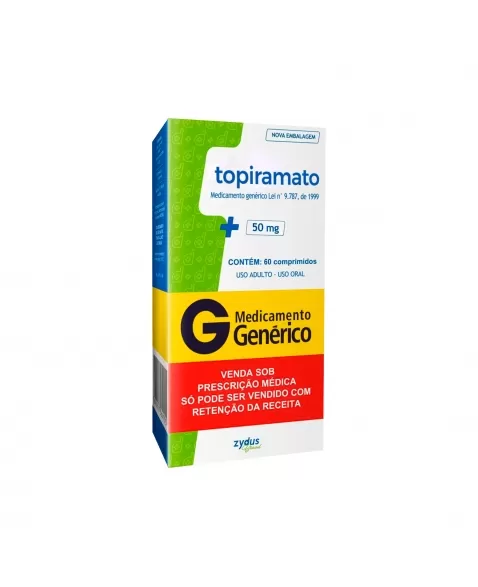 NOVA EMBALAGEM
topiramato
Medicamento genérico Lei n° 9.787, de 1999
50 mg
CONTÉM: 60 comprimidos
USO ADULTO - USO ORAL
G Medicamento
Genérico
VENDA SOB
PRESCRIÇÃO MÉDICA
SÓ PODE SER VENDIDO COM
RETENÇÃO DA RECEITA
zydus